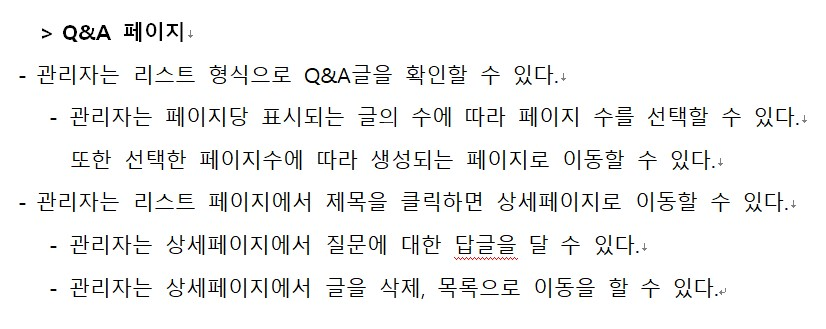 > Q&A 페이지
- 관리자는 리스트 형식으로 Q&A글을 확인할 수 있다.
- 관리자는 페이지당 표시되는 글의 수에 따라 페이지 수를 선택할 수 있다.
또한 선택한 페이지수에 따라 생성되는 페이지로 이동할 수 있다.
- 관리자는 리스트 페이지에서 제목을 클릭하면 상세페이지로 이동할 수 있다.
- 관리자는 상세페이지에서 질문에 대한 답글을 달 수 있다.
- 관리자는 상세페이지에서 글을 삭제, 목록으로 이동을 할 수 있다.